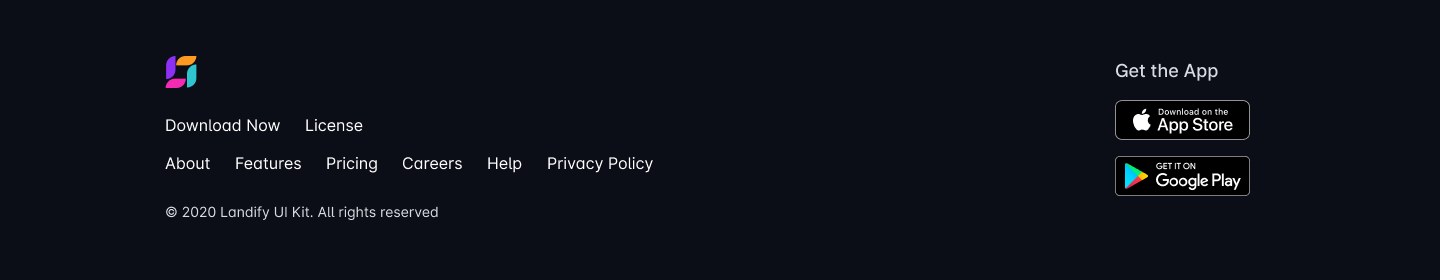 Download Now License
About Features Pricing Careers Help Privacy Policy
© 2020 Landify UI Kit. All rights reserved
Get the App
Download on the
App Store
GET IT ON
Google Play